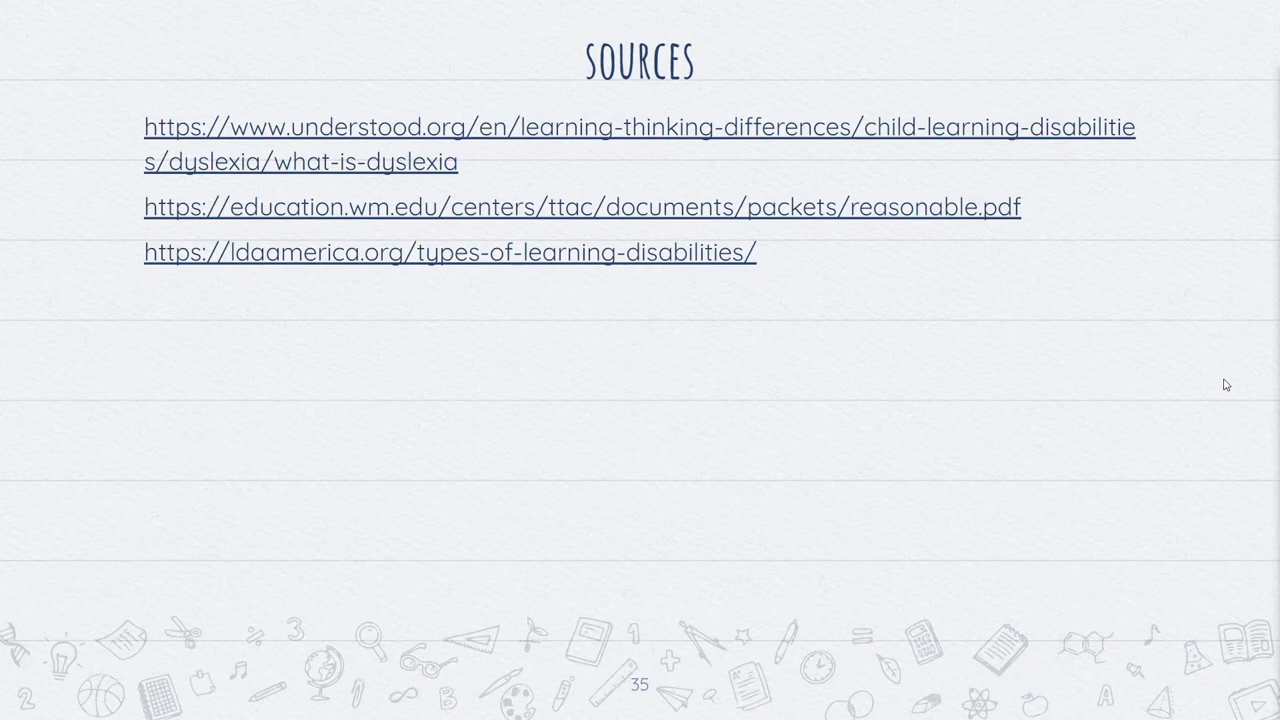 SOURCES
https://www.understood.org/en/learning-thinking-differences/child-learning-disabilitie
s/dyslexia/what-is-dyslexia
https://education.wm.edu/centers/ttac/documents/packets/reasonable.pdf
https://ldaamerica.org/types-of-learning-disabilities/
35